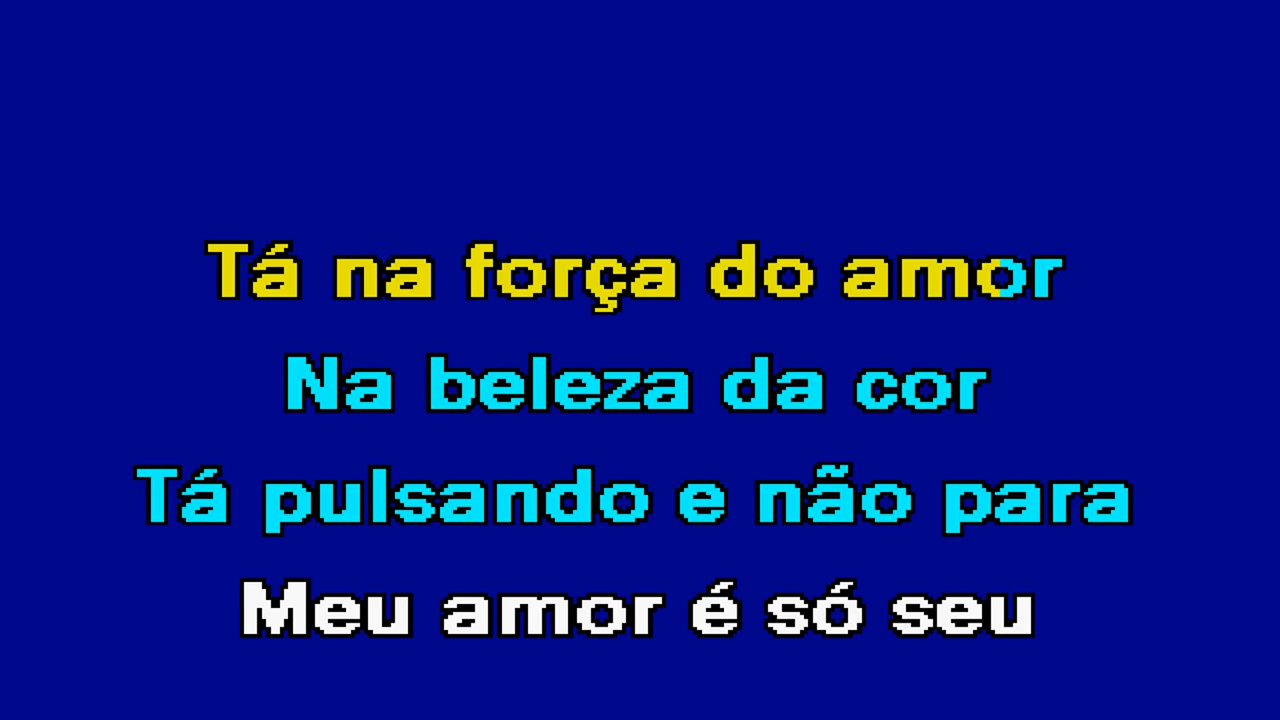 Tá na força do amor
Na beleza da cor
Tá pulsando e não para
Meu amor é só seu